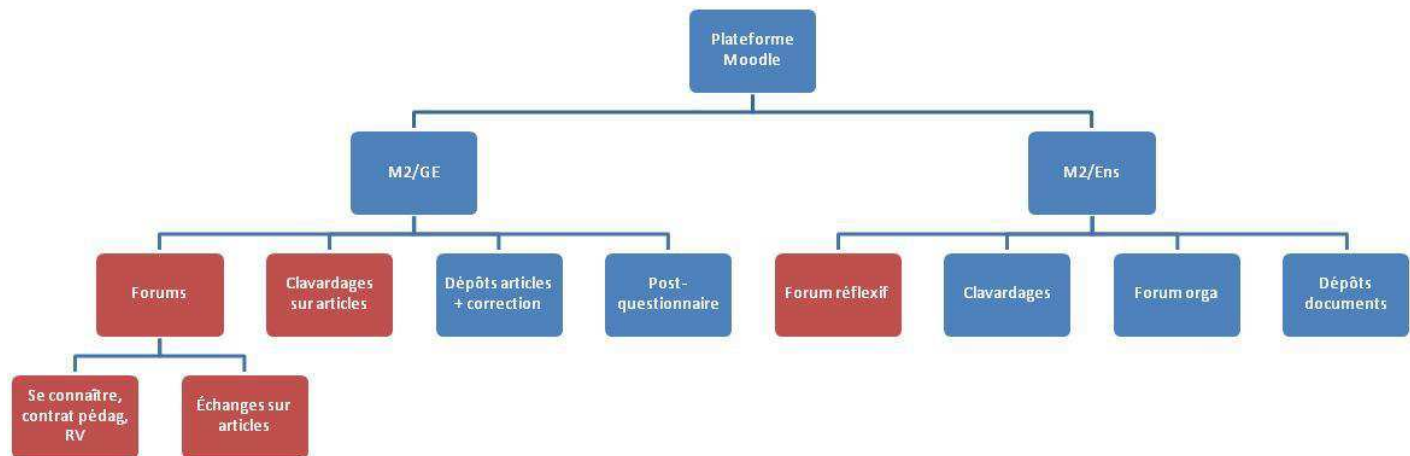 Plateforme
Moodle
M2/GE
M2/Ens
Forums
Clavardages
sur articles
Dépôts articles
+ correction
Post-
questionnaire
Forum réflexif
Clavardages
Forum orga
Dépôts
documents
Se connaître,
contrat pédag,
RV
Échanges sur
articles